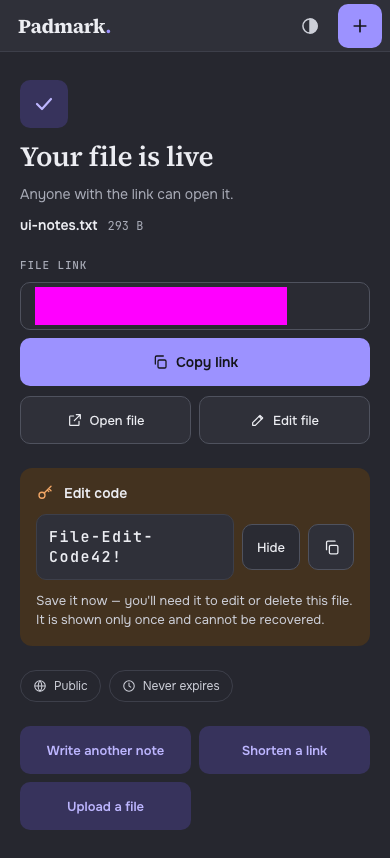 Padmark.
Your file is live
Anyone with the link can open it.
ui-notes.txt 293 B
FILE LINK
Copy link
Open file
Edit file
Edit code
File-Edit-
Code42!
Hide
Save it now — you'll need it to edit or delete this file.
It is shown only once and cannot be recovered.
Public
Never expires
Write another note
Shorten a link
Upload a file